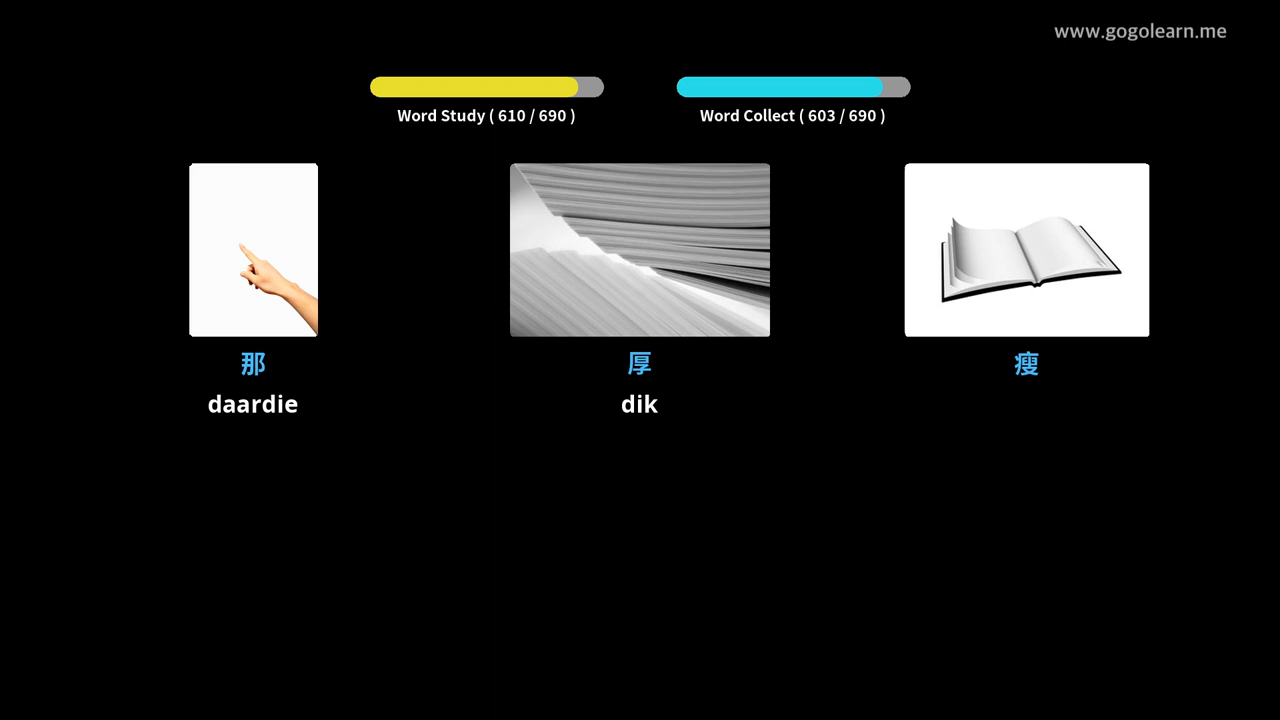 www.gogolearn.me
Word Study ( 610 / 690 )
Word Collect ( 603 / 690 )
那
厚
瘦
daardie
dik